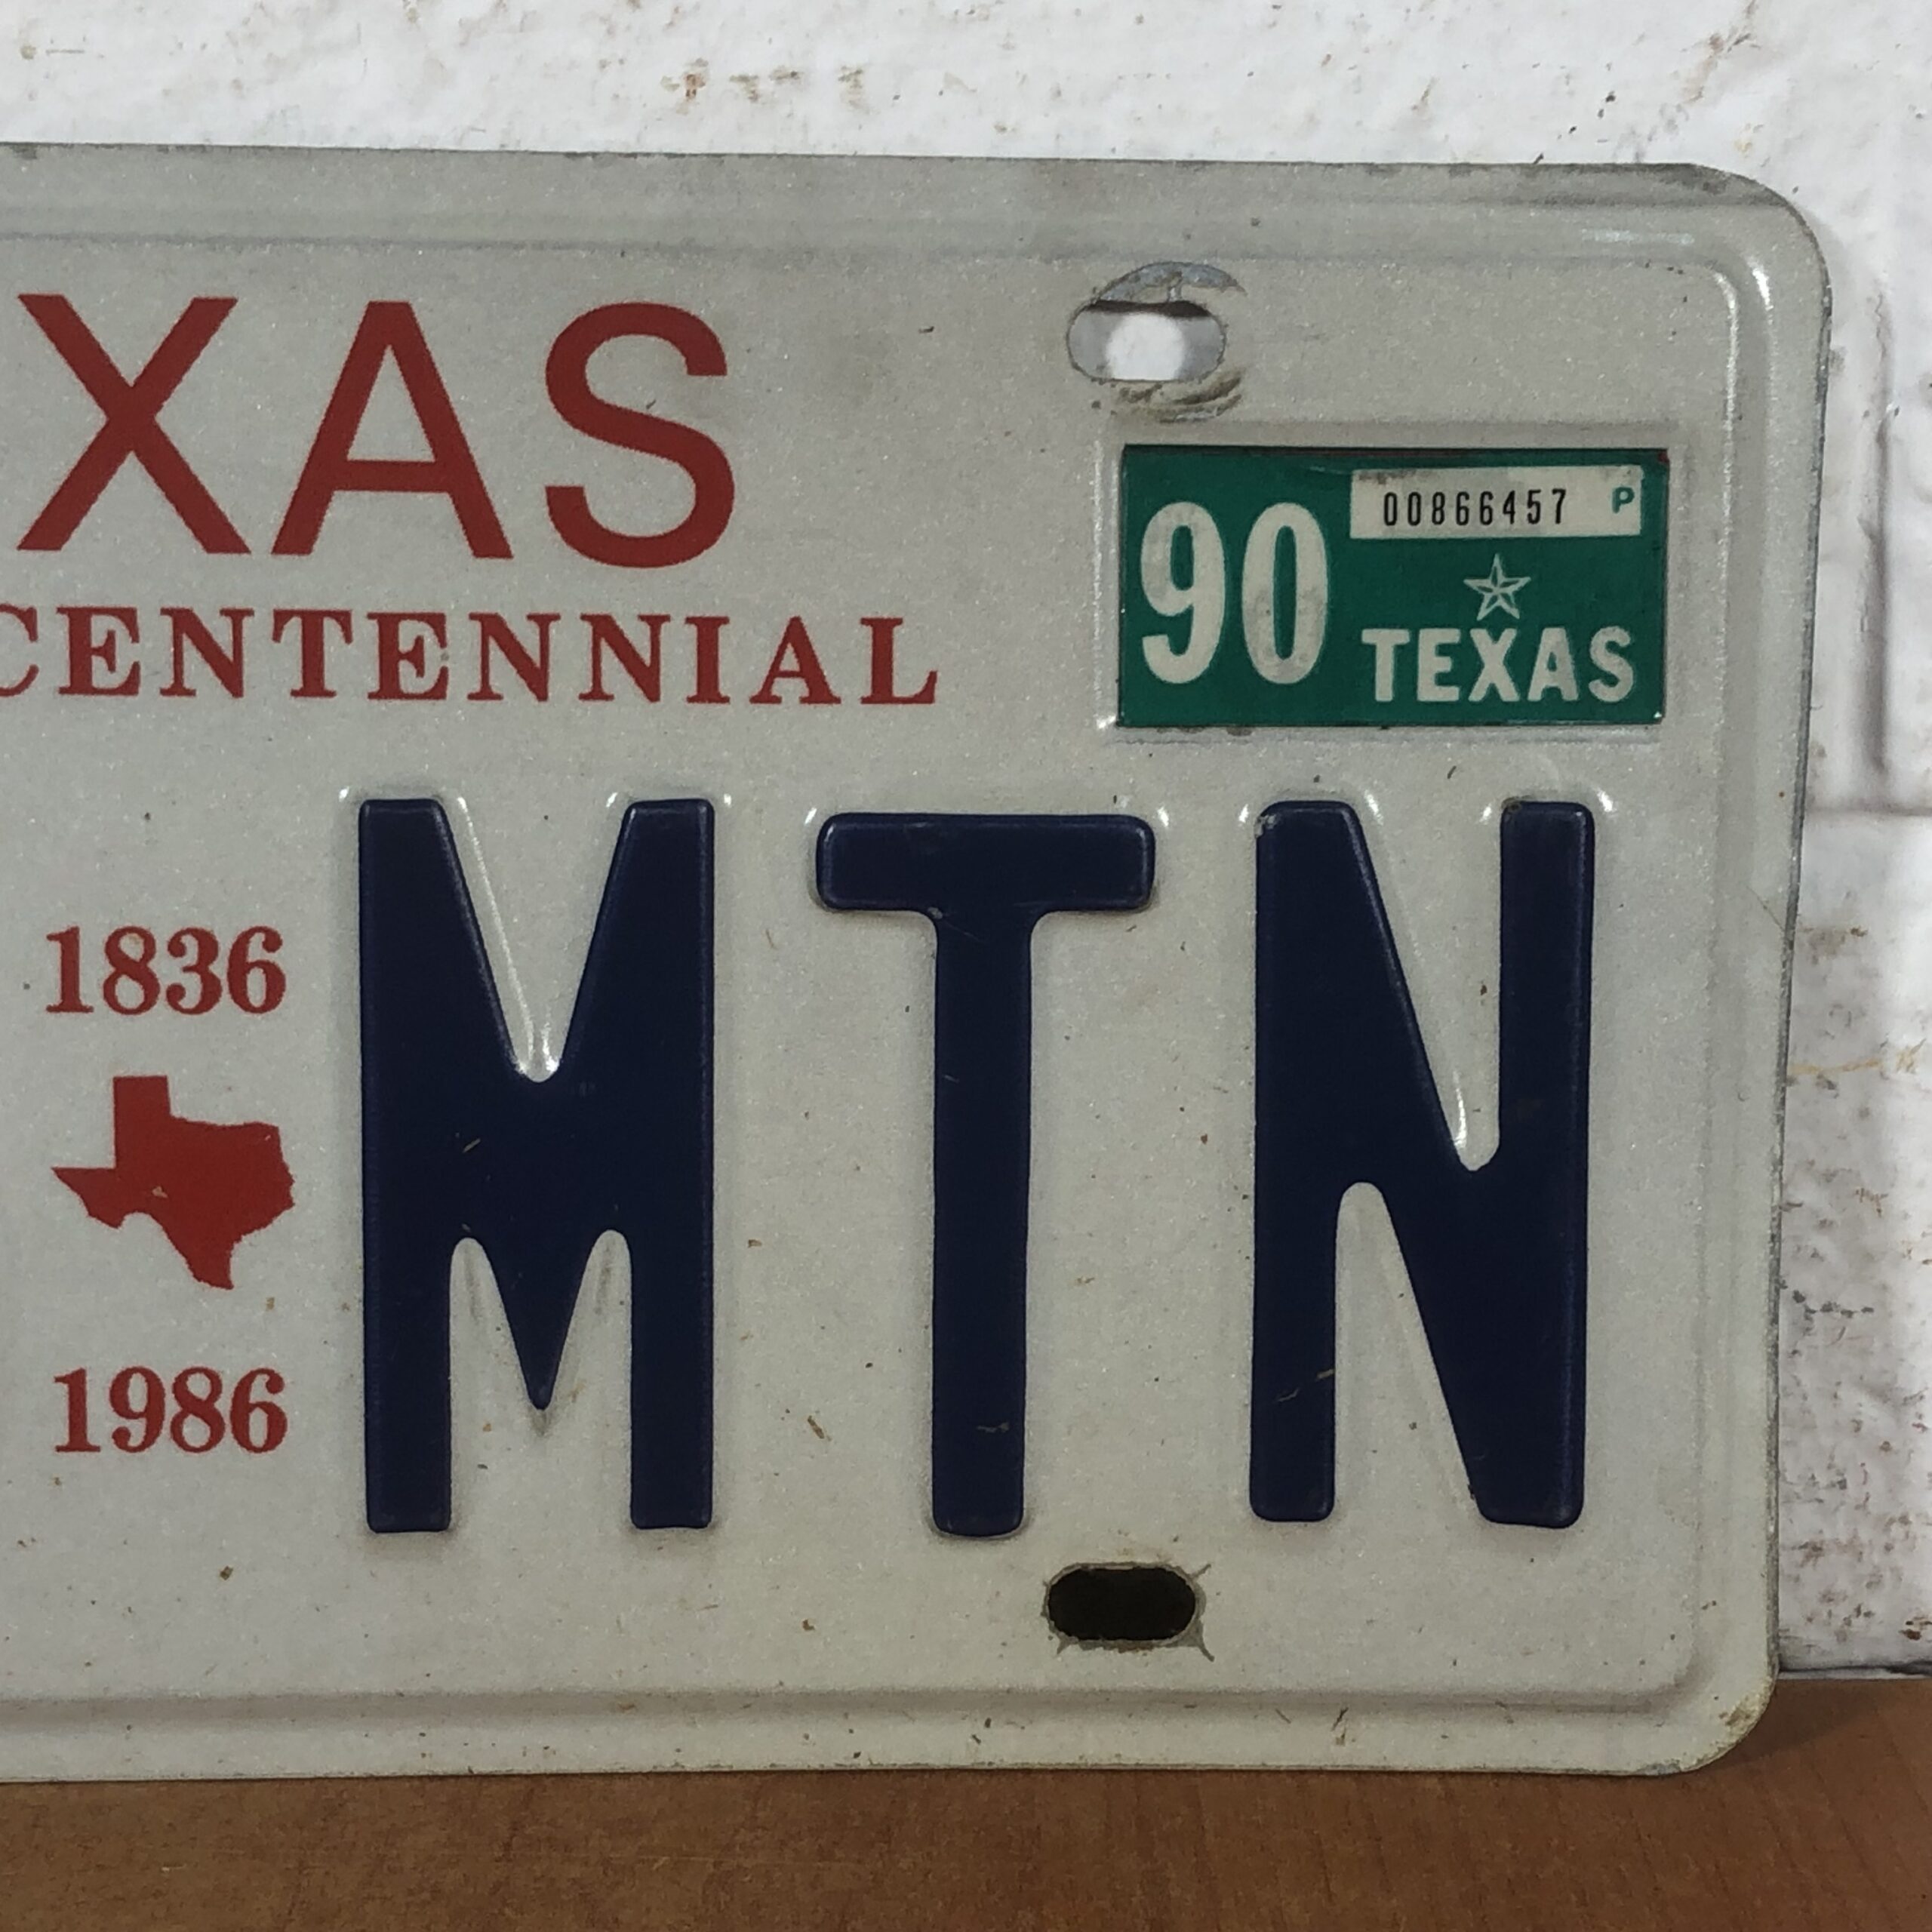 XAS
CENTENNIAL
90
00866457 P
TEXAS
1836
1986
MTN